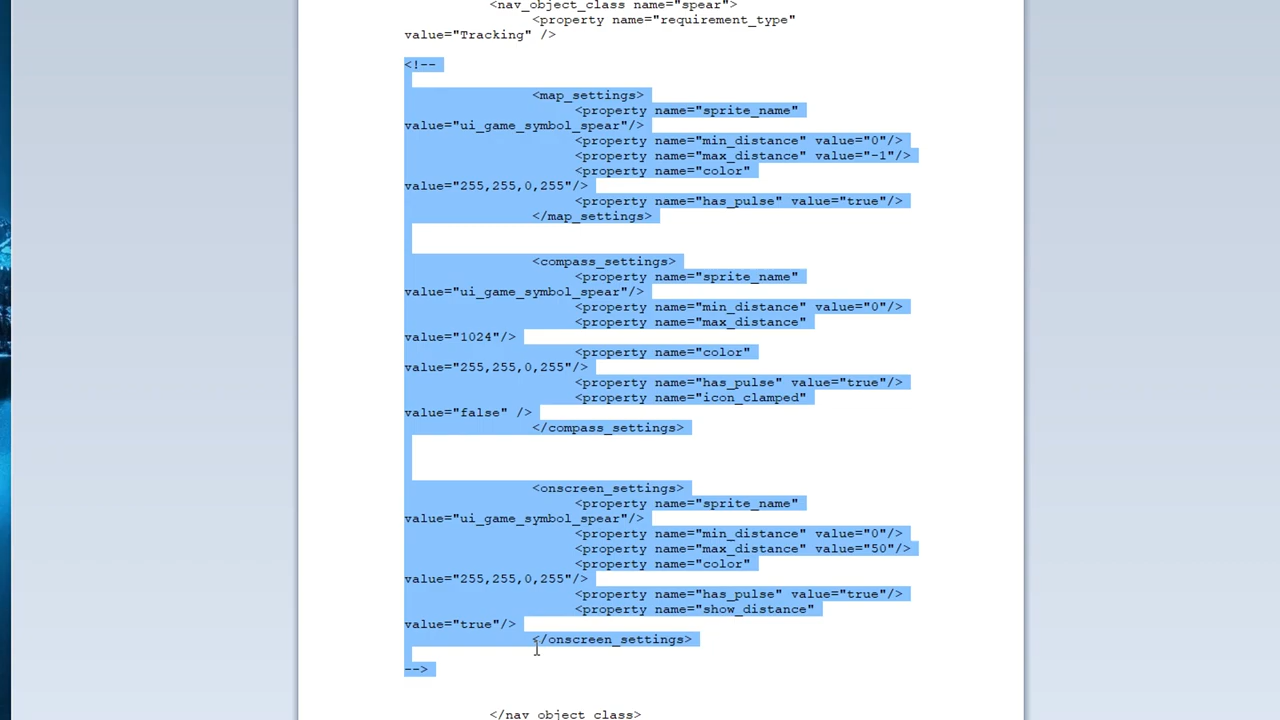 <nav_object_class name="spear">
<property name="requirement_type"
value="Tracking" />
<!--
<map_settings>
<property name="sprite_name"
value="ui_game_symbol_spear"/>
<property name="min_distance" value="0"/>
<property name="max_distance" value="-1"/>
<property name="color"
value="255,255,0,255"/>
<property name="has_pulse" value="true"/>
</map_settings>
<compass_settings>
<property name="sprite_name"
value="ui_game_symbol_spear"/>
<property name="min_distance" value="0"/>
<property name="max_distance"
value="1024"/>
<property name="color"
value="255,255,0,255"/>
<property name="has_pulse" value="true"/>
<property name="icon_clamped"
value="false" />
</compass_settings>
<onscreen_settings>
<property name="sprite_name"
value="ui_game_symbol_spear"/>
<property name="min_distance" value="0"/>
<property name="max_distance" value="50"/>
<property name="color"
value="255,255,0,255"/>
<property name="has_pulse" value="true"/>
<property name="show_distance"
value="true"/>
</onscreen_settings>
-->
</nav_object_class>